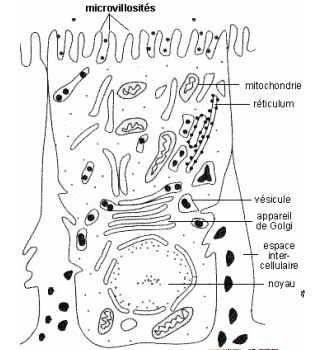 microvillosités
mitochondrie
réticulum
vésicule
appareil
de Golgi
espace
inter-
cellulaire
noyau